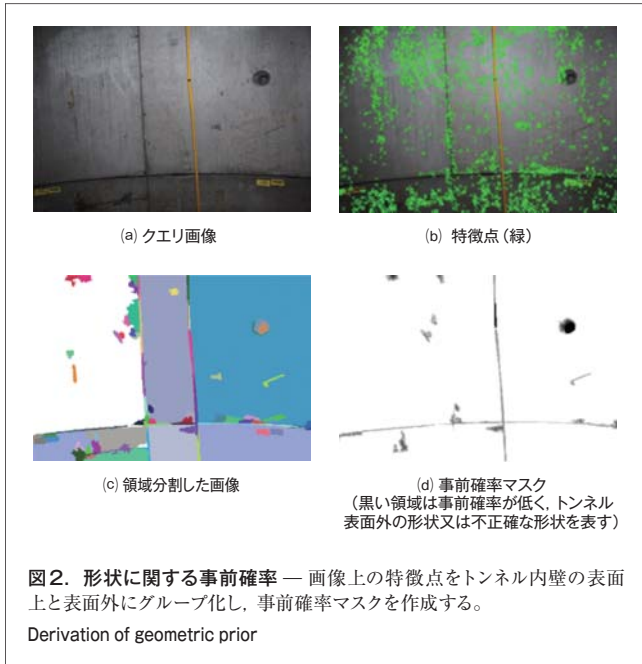 (a) クエリ画像
(b) 特徴点（緑）
(c) 領域分割した画像
(d) 事前確率マスク
（黒い領域は事前確率が低く，トンネル
表面外の形状又は不正確な形状を表す）
図2．形状に関する事前確率 — 画像上の特徴点をトンネル内壁の表面
上と表面外にグループ化し，事前確率マスクを作成する。
Derivation of geometric prior